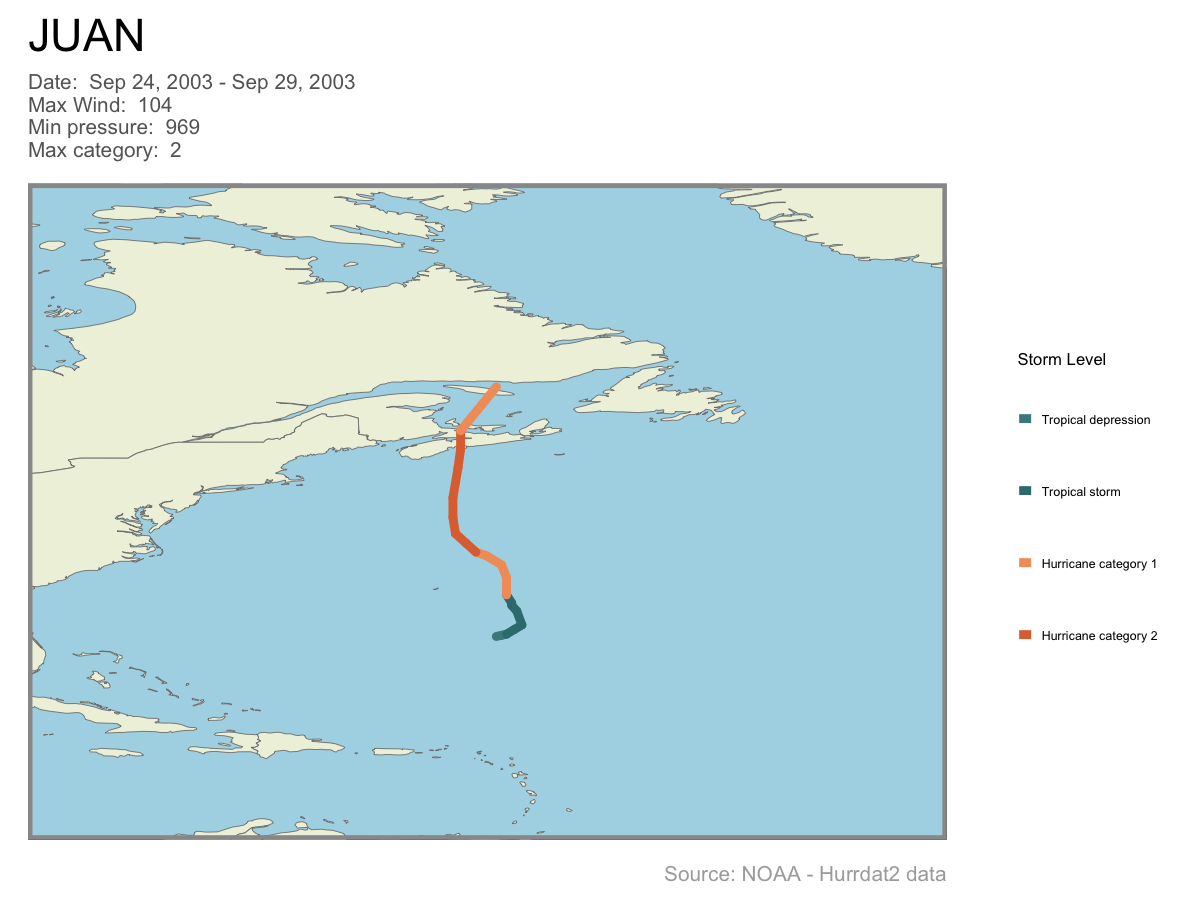 JUAN
Date:  Sep 24, 2003 - Sep 29, 2003
Max Wind:  104
Min pressure:  969
Max category:  2
Storm Level
Tropical depression
Tropical storm
Hurricane category 1
Hurricane category 2
Source: NOAA - Hurrdat2 data